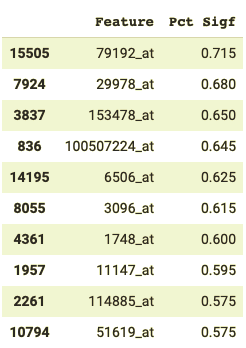 Feature Pct Sigf
15505 79192_at 0.715
7924 29978_at 0.680
3837 153478_at 0.650
836 100507224_at 0.645
14195 6506_at 0.625
8055 3096_at 0.615
4361 1748_at 0.600
1957 11147_at 0.595
2261 114885_at 0.575
10794 51619_at 0.575